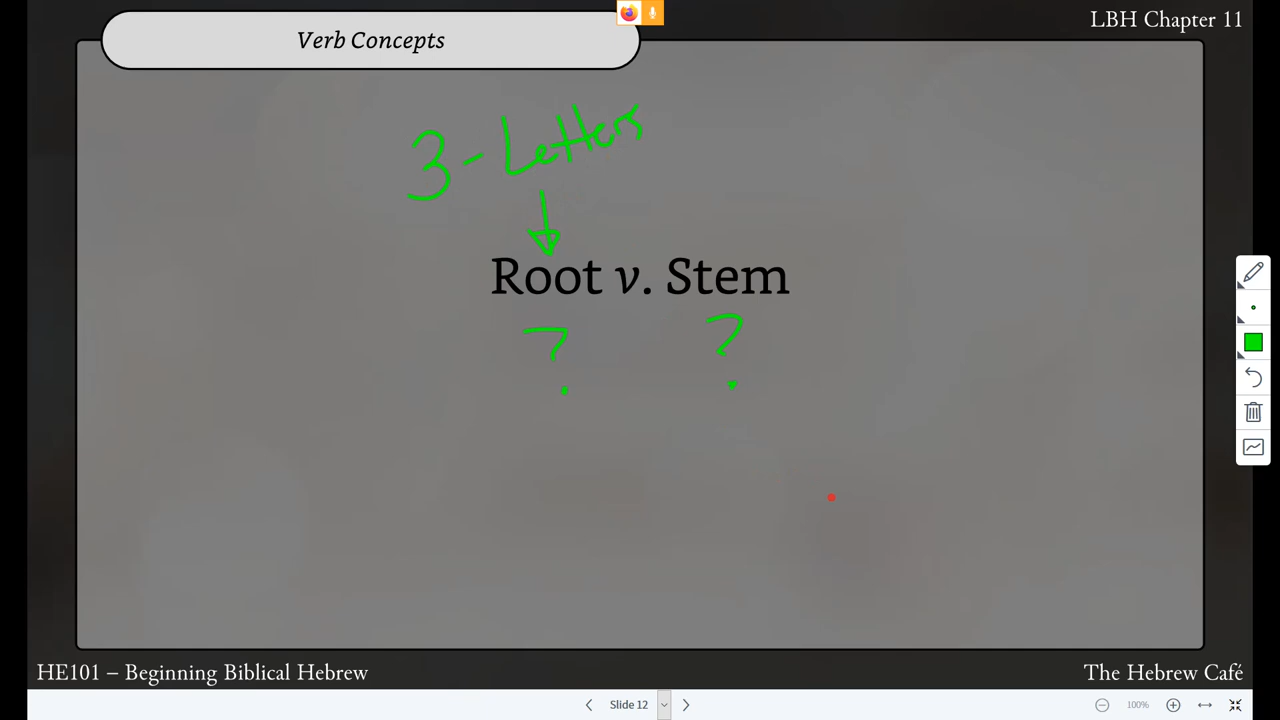 LBH Chapter 11
Verb Concepts
3-Letters
Root v. Stem
? ?
HE101 – Beginning Biblical Hebrew
The Hebrew Café
Slide 12
100%